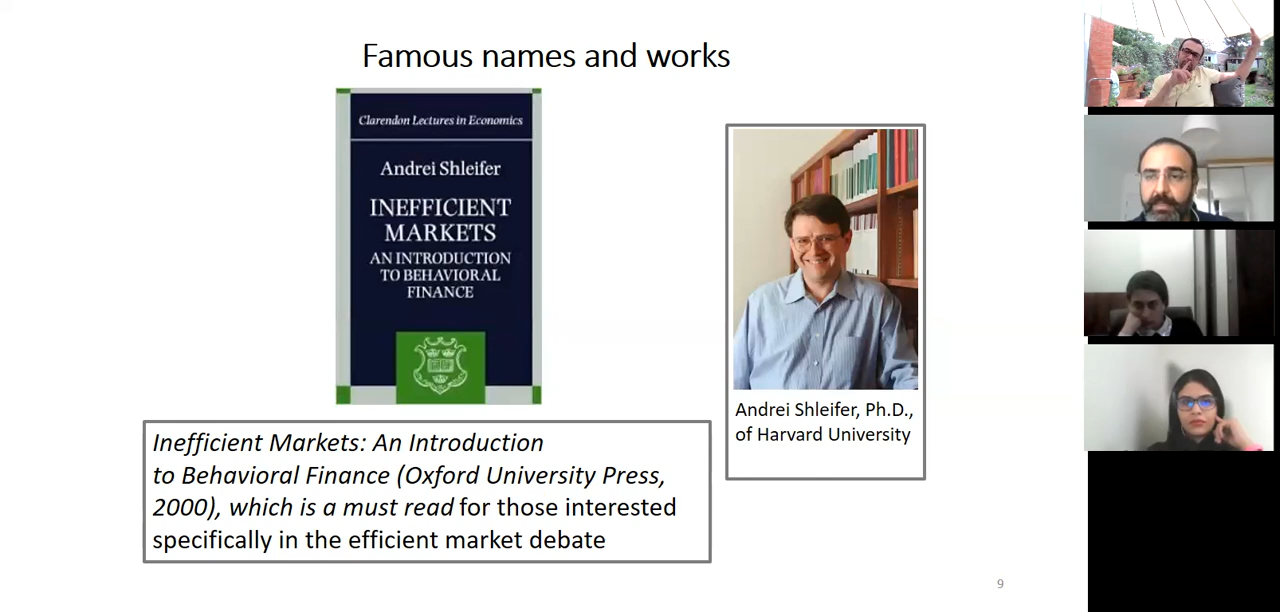 Famous names and works
Clarendon Lectures in Economics
Andrei Shleifer
INEFFICIENT
MARKETS
AN INTRODUCTION
TO BEHAVIORAL
FINANCE
Andrei Shleifer, Ph.D.,
of Harvard University
Inefficient Markets: An Introduction
to Behavioral Finance (Oxford University Press,
2000), which is a must read for those interested
specifically in the efficient market debate
9